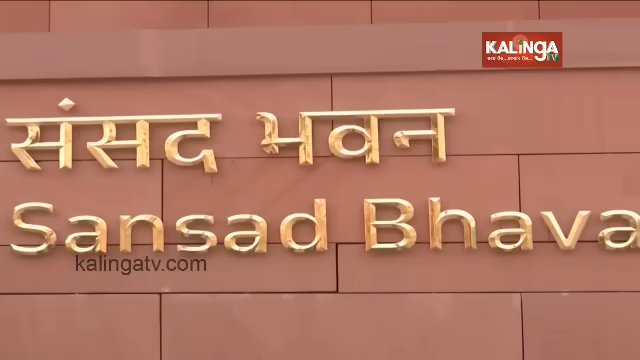 KALINGA TV
संसद भवन
Sansad Bhava
kalingatv.com